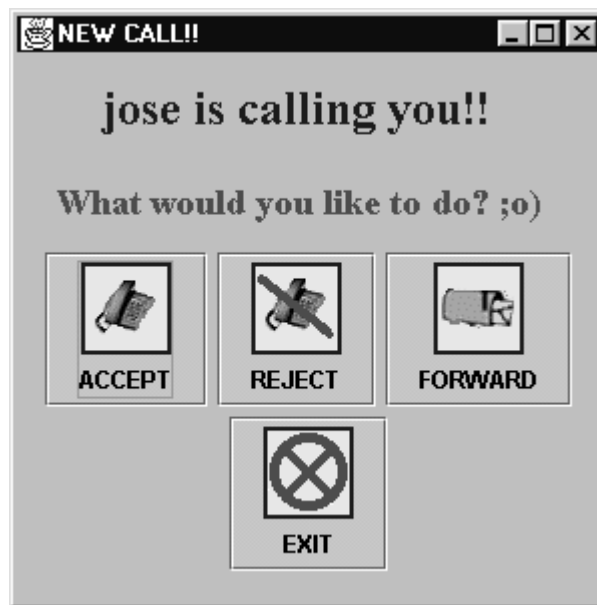 NEW CALL!!
jose is calling you!!
What would you like to do? ;o)
ACCEPT REJECT FORWARD
EXIT